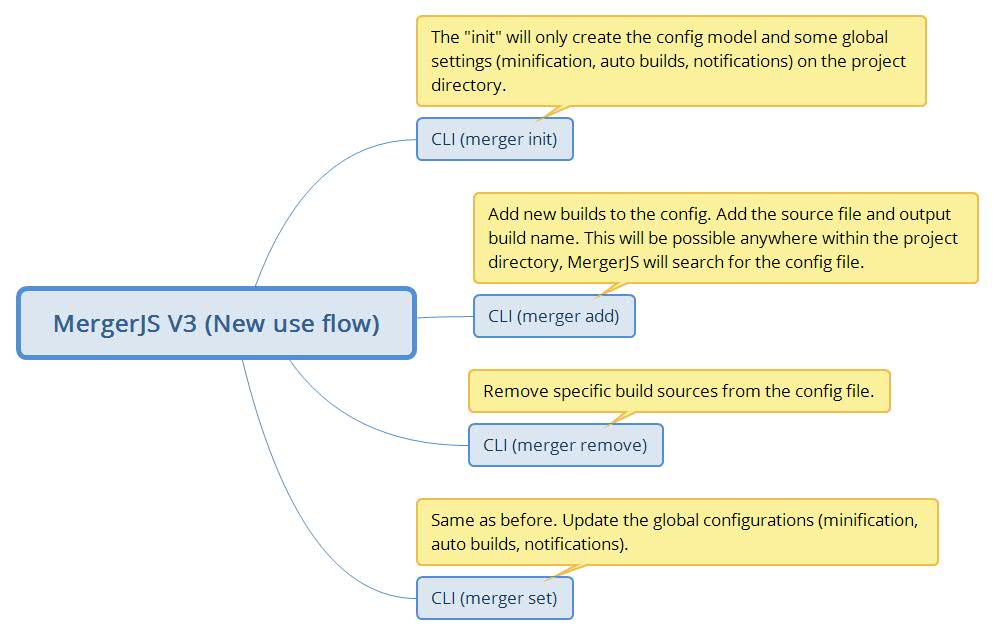 The "init" will only create the config model and some global
settings (minification, auto builds, notifications) on the project
directory.
CLI (merger init)
Add new builds to the config. Add the source file and output
build name. This will be possible anywhere within the project
directory, MergerJS will search for the config file.
MergerJS V3 (New use flow)
CLI (merger add)
Remove specific build sources from the config file.
CLI (merger remove)
Same as before. Update the global configurations (minification,
auto builds, notifications).
CLI (merger set)